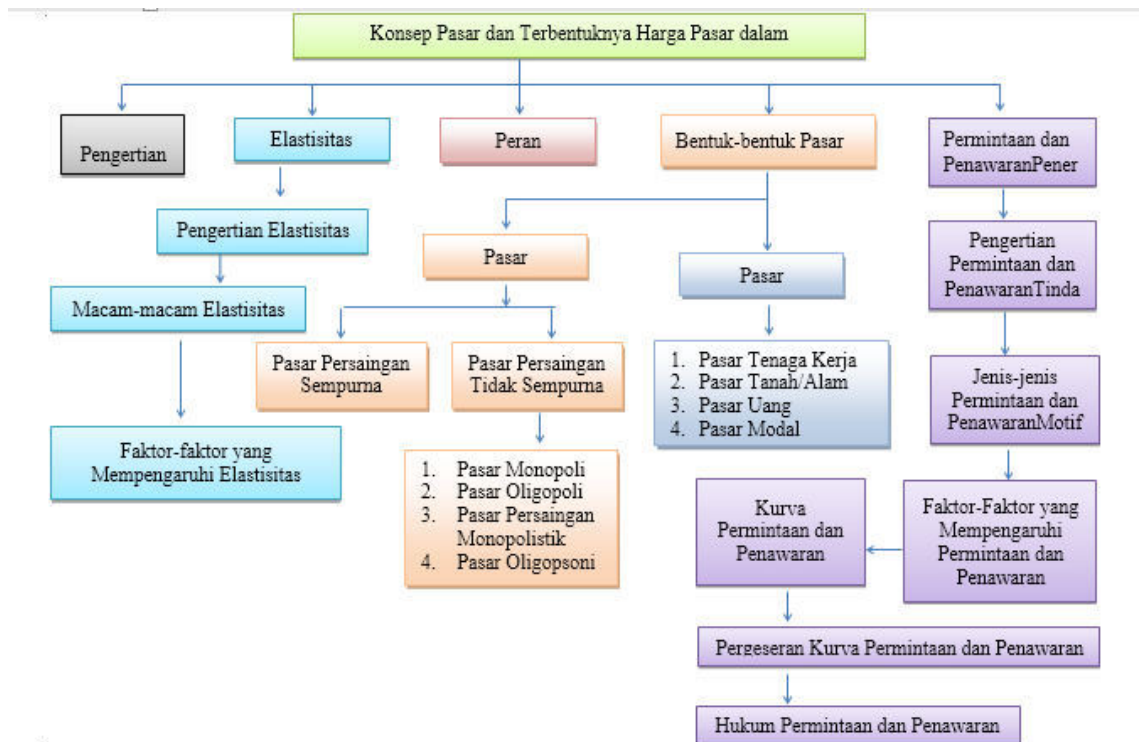 Konsep Pasar dan Terbentuknya Harga Pasar dalam
Pengertian
Elastisitas
Peran
Bentuk-bentuk Pasar
Permintaan dan
PenawaranPener
Pengertian Elastisitas
Pasar
Pasar
Pengertian
Permintaan dan
PenawaranTinda
Macam-macam Elastisitas
Pasar Persaingan
Sempurna
Pasar Persaingan
Tidak Sempurna
1. Pasar Tenaga Kerja
2. Pasar Tanah/Alam
3. Pasar Uang
4. Pasar Modal
Jenis-jenis
Permintaan dan
PenawaranMotif
Faktor-faktor yang
Mempengaruhi Elastisitas
1. Pasar Monopoli
2. Pasar Oligopoli
3. Pasar Persaingan
Monopolistik
4. Pasar Oligopsoni
Kurva
Permintaan dan
Penawaran
Faktor-Faktor yang
Mempengaruhi
Permintaan dan
Penawaran
Pergeseran Kurva Permintaan dan Penawaran
Hukum Permintaan dan Penawaran